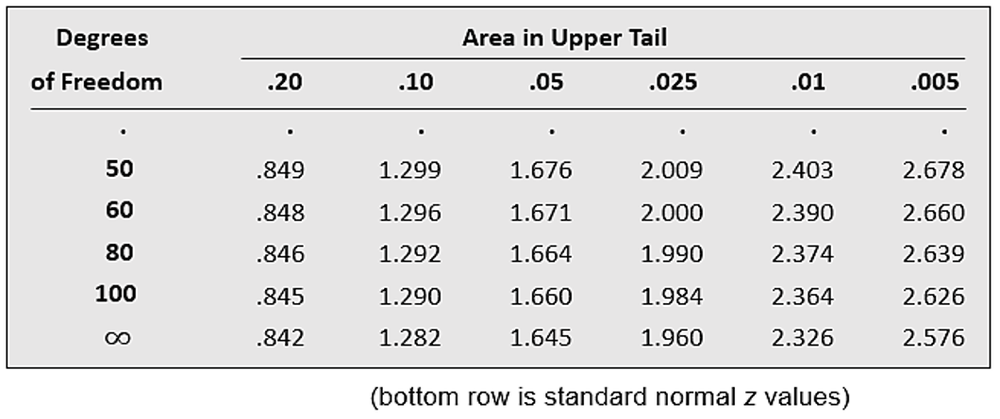 Degrees Area in Upper Tail
of Freedom .20 .10 .05 .025 .01 .005
. . . . . . .
50 .849 1.299 1.676 2.009 2.403 2.678
60 .848 1.296 1.671 2.000 2.390 2.660
80 .846 1.292 1.664 1.990 2.374 2.639
100 .845 1.290 1.660 1.984 2.364 2.626
∞ .842 1.282 1.645 1.960 2.326 2.576
(bottom row is standard normal z values)